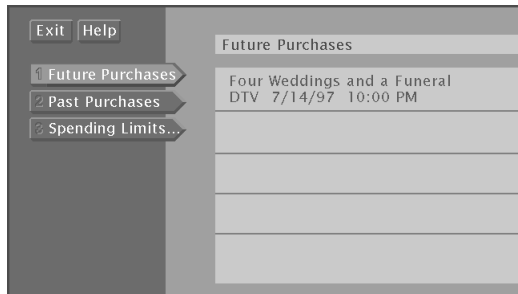 Exit Help
Future Purchases
1 Future Purchases
2 Past Purchases
3 Spending Limits...
Four Weddings and a Funeral
DTV 7/14/97 10:00 PM